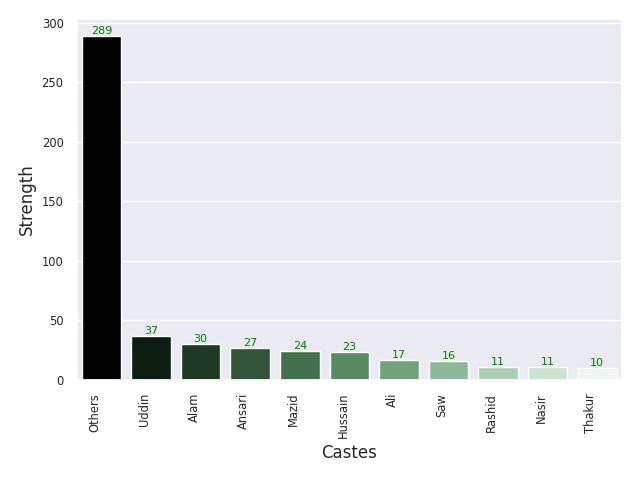 300
250
200
150
100
50
0
Strength
289
37
30
27
24
23
17
16
11
11
10
Others
Uddin
Alam
Ansari
Mazid
Hussain
Ali
Saw
Rashid
Nasir
Thakur
Castes